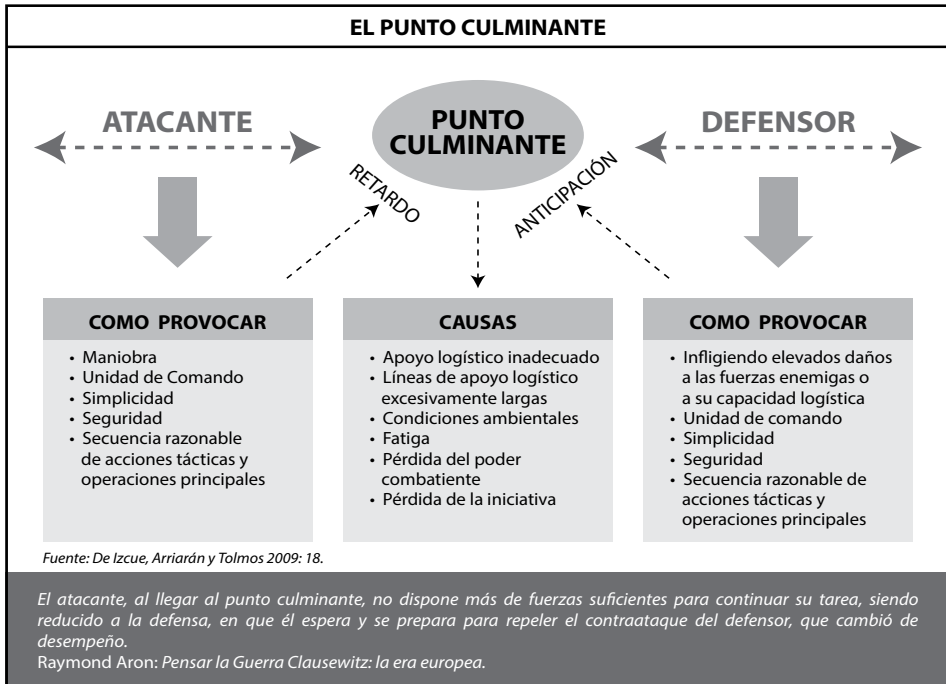 EL PUNTO CULMINANTE
ATACANTE
PUNTO
CULMINANTE
DEFENSOR
RETARDO
ANTICIPACIÓN
COMO PROVOCAR
• Maniobra
• Unidad de Comando
• Simplicidad
• Seguridad
• Secuencia razonable
de acciones tácticas y
operaciones principales
CAUSAS
• Apoyo logístico inadecuado
• Líneas de apoyo logístico
excesivamente largas
• Condiciones ambientales
• Fatiga
• Pérdida del poder
combatiente
• Pérdida de la iniciativa
COMO PROVOCAR
• Infligiendo elevados daños
a las fuerzas enemigas o
a su capacidad logística
• Unidad de comando
• Simplicidad
• Seguridad
• Secuencia razonable de
acciones tácticas y
operaciones principales
Fuente: De Izcue, Arriarán y Tolmos 2009: 18.
El atacante, al llegar al punto culminante, no dispone más de fuerzas suficientes para continuar su tarea, siendo
reducido a la defensa, en que él espera y se prepara para repeler el contraataque del defensor, que cambió de
desempeño.
Raymond Aron: Pensar la Guerra Clausewitz: la era europea.